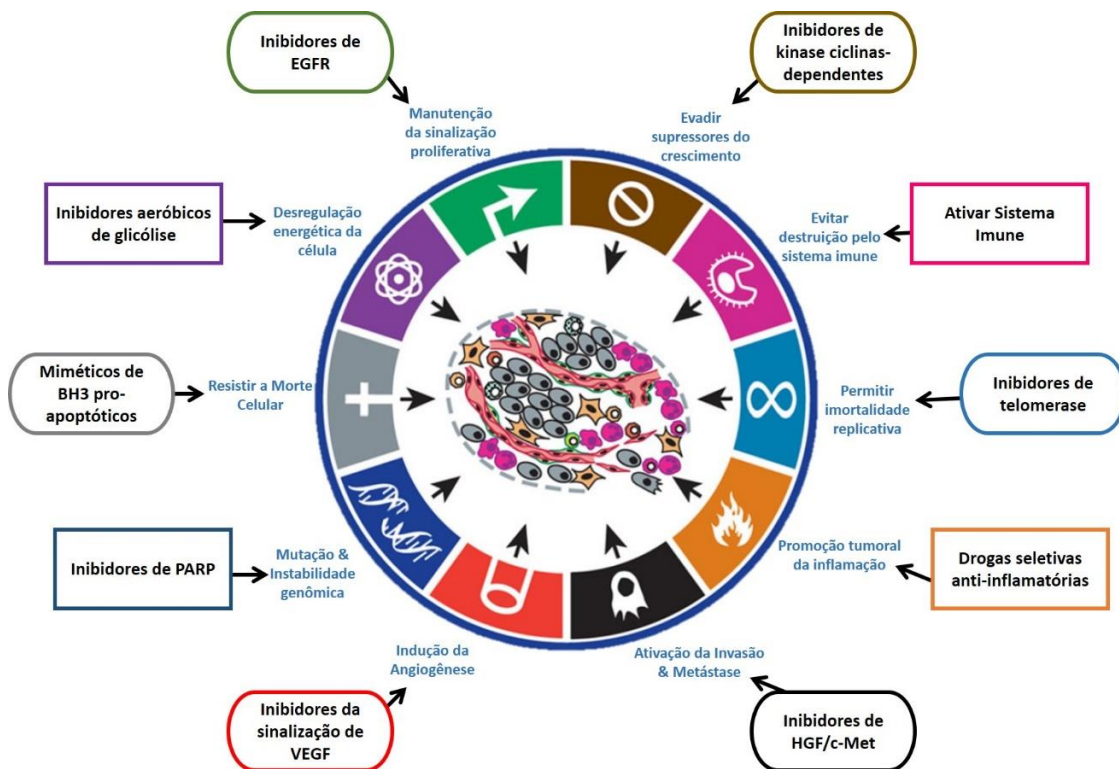 Inibidores de
EGFR
Inibidores de
kinase ciclinas-
dependentes
Manutenção
da sinalização
proliferativa
Evadir
supressores do
crescimento
Inibidores aeróbicos
de glicólise
Desregulação
energética da
célula
Evitar
destruição pelo
sistema imune
Ativar Sistema
Imune
Miméticos de
BH3 pro-
apoptóticos
Resistir a Morte
Celular
Permitir
imortalidade
replicativa
Inibidores de
telomerase
Inibidores de PARP
Mutação &
Instabilidade
genômica
Promoção tumoral
da inflamação
Drogas seletivas
anti-inflamatórias
Indução da
Angiogênese
Ativação da Invasão
& Metástase
Inibidores da
sinalização de
VEGF
Inibidores de
HGF/c-Met